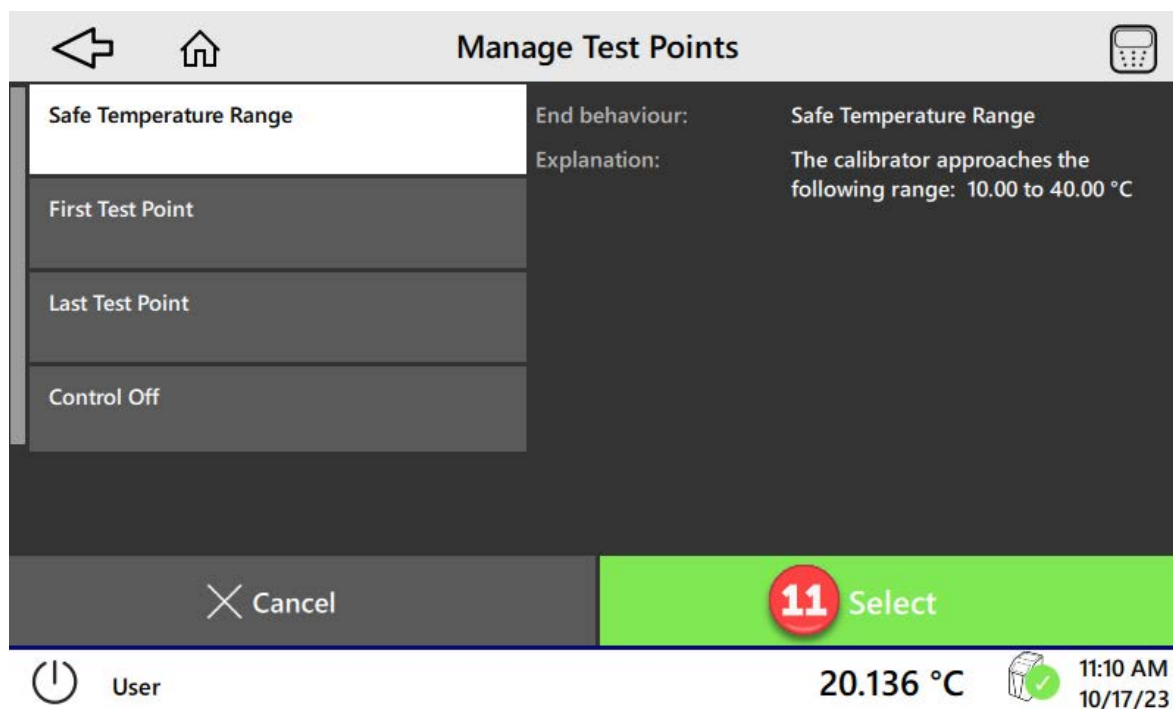 Manage Test Points
Safe Temperature Range
First Test Point
Last Test Point
Control Off
End behaviour: Safe Temperature Range
Explanation: The calibrator approaches the
following range: 10.00 to 40.00 °C
Cancel
11 Select
User
20.136 °C
11:10 AM
10/17/23